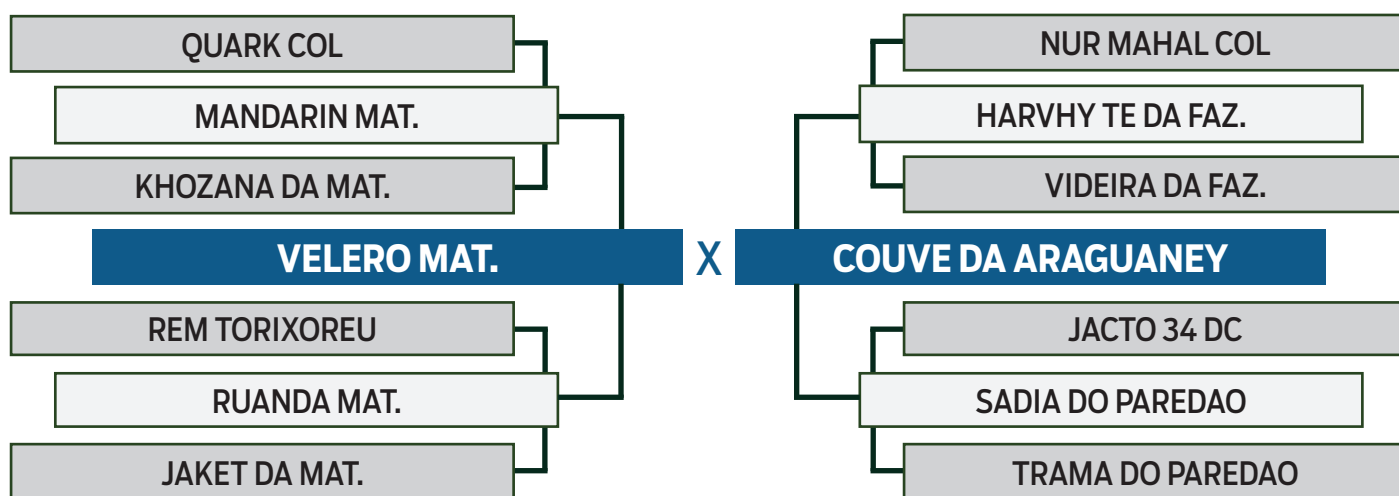 QUARK COL
NUR MAHAL COL
MANDARIN MAT.
HARVHY TE DA FAZ.
KHOZANA DA MAT.
VIDEIRA DA FAZ.
VELERO MAT. X COUVE DA ARAGUANEY
REM TORIXOREU
JACTO 34 DC
RUANDA MAT.
SADIA DO PAREDAO
JAKET DA MAT.
TRAMA DO PAREDAO